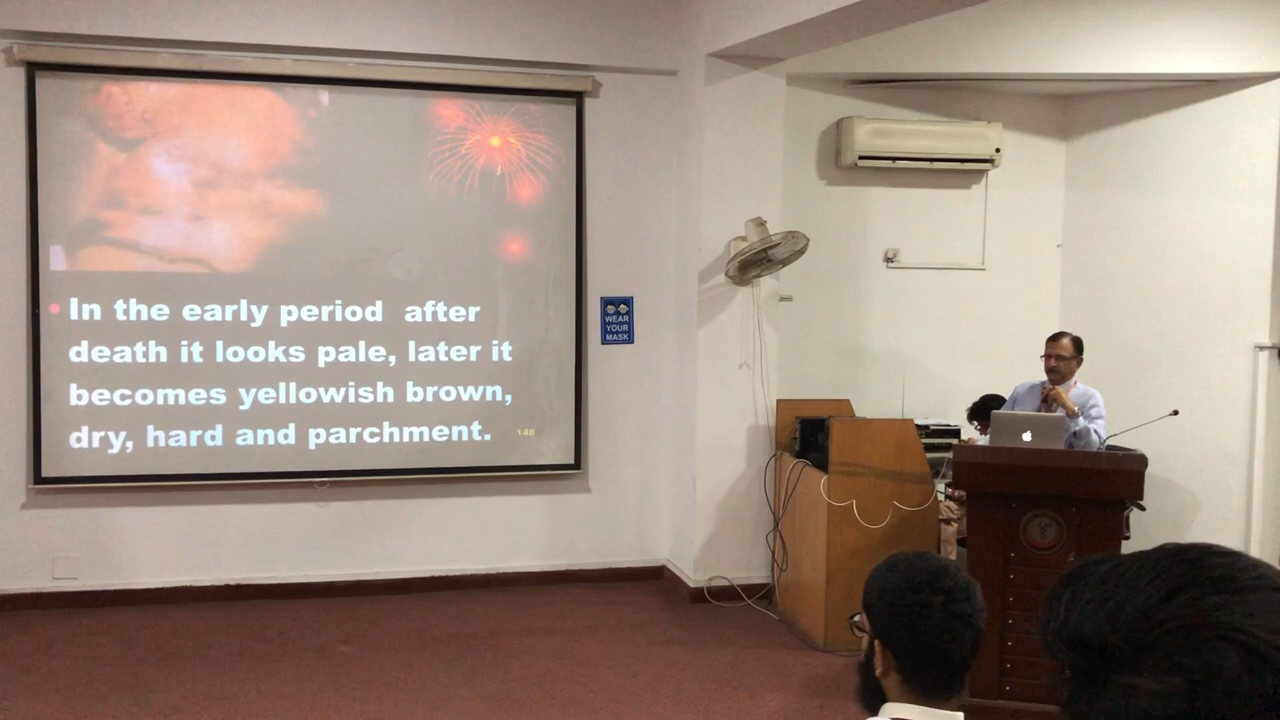 • In the early period  after
death it looks pale, later it
becomes yellowish brown,
dry, hard and parchment.
148
WEAR
YOUR
MASK